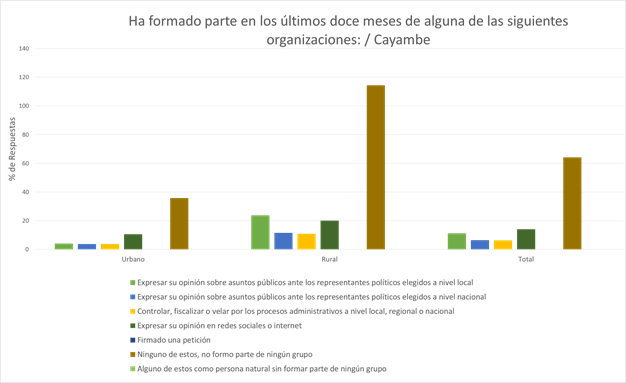 Ha formado parte en los últimos doce meses de alguna de las siguientes
organizaciones: / Cayambe
140
120
100
80
60
40
20
0
% de Respuestas
Urbano Rural Total
Expresar su opinión sobre asuntos públicos ante los representantes políticos elegidos a nivel local
Expresar su opinión sobre asuntos públicos ante los representantes políticos elegidos a nivel nacional
Controlar, fiscalizar o velar por los procesos administrativos a nivel local, regional o nacional
Expresar su opinión en redes sociales o internet
Firmado una petición
Ninguno de estos, no formo parte de ningún grupo
Alguno de estos como persona natural sin formar parte de ningún grupo